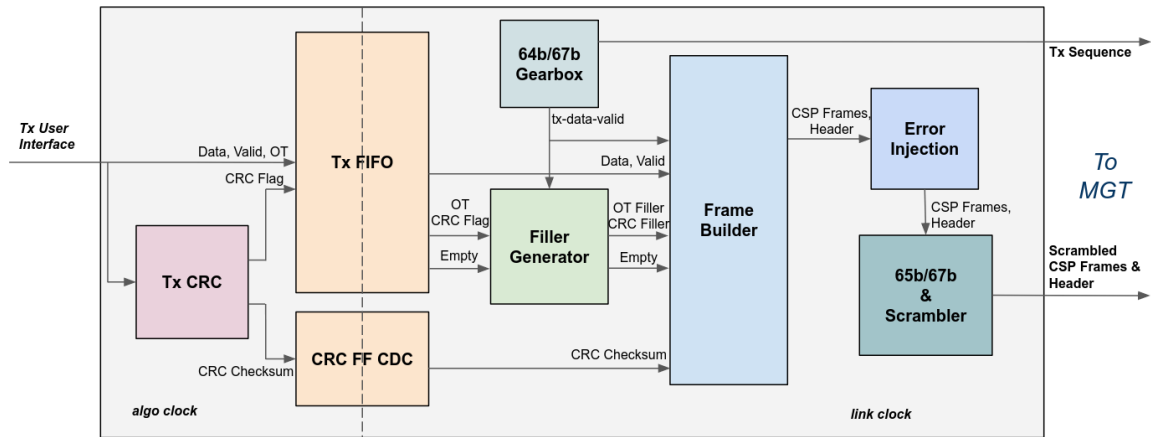 64b/67b
Gearbox
Tx Sequence
tx-data-valid
CSP Frames,
Header
Error
Injection
Tx User
Interface
Data, Valid, OT
Tx FIFO
Data, Valid
CRC Flag
To
MGT
OT
CRC Flag
OT Filler
CRC Filler
Frame
Builder
CSP Frames,
Header
Filler
Generator
Empty
Empty
Tx CRC
Scrambled
CSP Frames &
Header
65b/67b
&
Scrambler
CRC FF CDC
CRC Checksum
CRC Checksum
algo clock
link clock